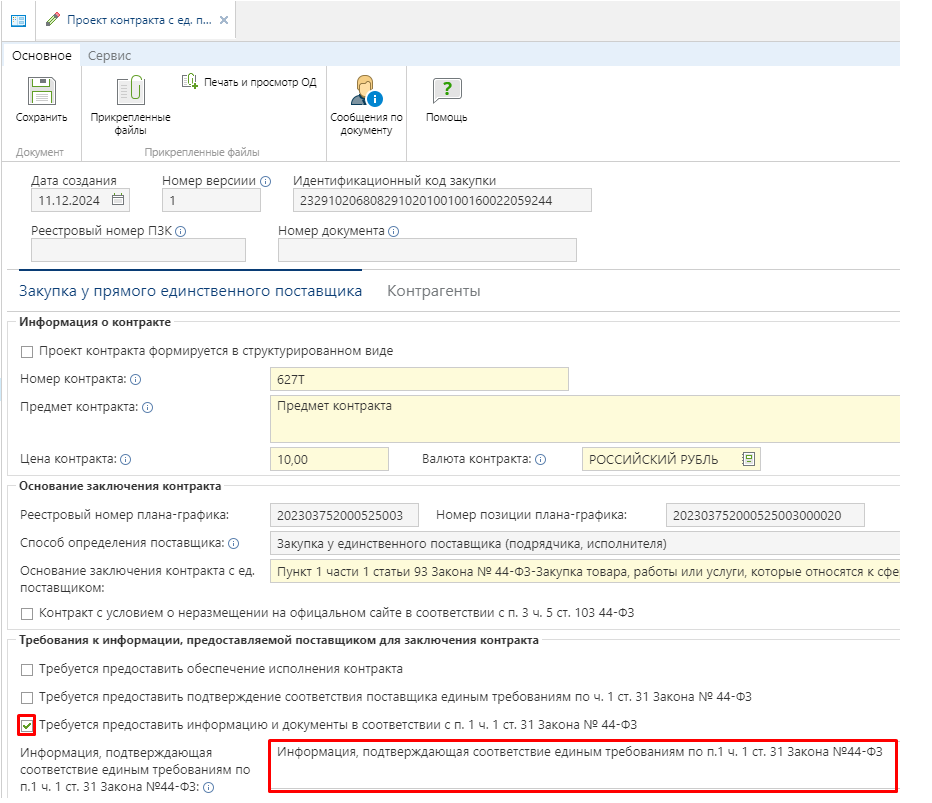 Проект контракта с ед. п...
Основное Сервис
Печать и просмотр ОД
Сохранить
Прикрепленные файлы
Сообщения по документу
Помощь
Документ
Прикрепленные файлы
Дата создания Номер версиии Идентификационный код закупки
11.12.2024 1 232910206808291020100100160022059244
Реестровый номер ПЗК Номер документа
Закупка у прямого единственного поставщика Контрагенты
Информация о контракте
Проект контракта формируется в структурированном виде
Номер контракта: 627Т
Предмет контракта: Предмет контракта
Цена контракта: 10,00 Валюта контракта: РОССИЙСКИЙ РУБЛЬ
Основание заключения контракта
Реестровый номер плана-графика: 202303752000525003 Номер позиции плана-графика: 202303752000525003000020
Способ определения поставщика: Закупка у единственного поставщика (подрядчика, исполнителя)
Основание заключения контракта с ед. поставщиком: Пункт 1 части 1 статьи 93 Закона № 44-ФЗ-Закупка товара, работы или услуги, которые относятся к сфе
Контракт с условием о неразмещении на офицальном сайте в соответствии с п. 3 ч. 5 ст. 103 44-ФЗ
Требования к информации, предоставляемой поставщиком для заключения контракта
Требуется предоставить обеспечение исполнения контракта
Требуется предоставить подтверждение соответствия поставщика единым требованиям по ч. 1 ст. 31 Закона № 44-ФЗ
Требуется предоставить информацию и документы в соответствии с п. 1 ч. 1 ст. 31 Закона № 44-ФЗ
Информация, подтверждающая
соответствие единым требованиям по
п.1 ч. 1 ст. 31 Закона №44-ФЗ:
Информация, подтверждающая соответствие единым требованиям по п.1 ч. 1 ст. 31 Закона №44-ФЗ